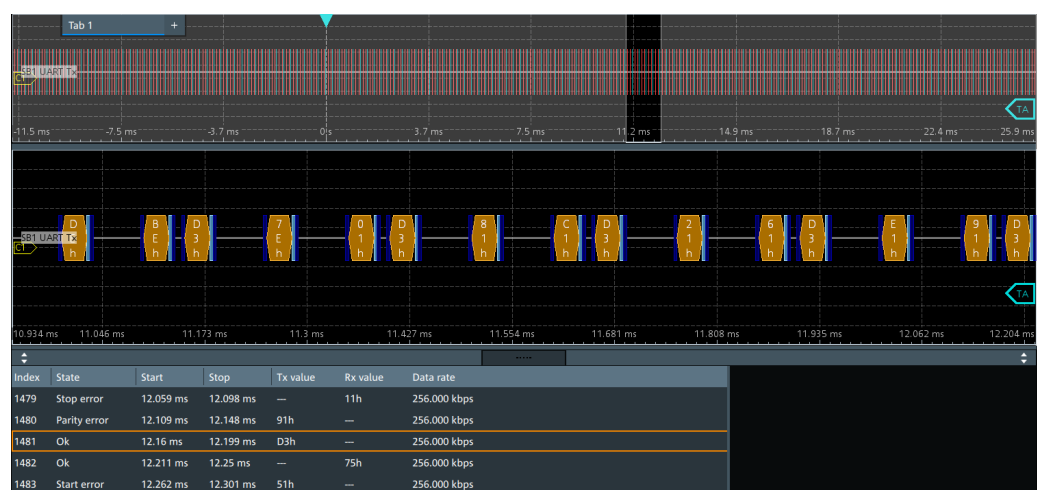 Tab 1 +
SB1 UART Tx
C1
TA
-11.5 ms -7.5 ms -3.7 ms 0 s 3.7 ms 7.5 ms 11.2 ms 14.9 ms 18.7 ms 22.4 ms 25.9 ms
D B D 7 0 D 8 C D 2 6 D E 9 D
E 3 E 1 3 1 1 3 1 1 3 1 1 3
h h h h h h h h h h h h h h h
SB1 UART Tx
C1
TA
10.934 ms 11.046 ms 11.173 ms 11.3 ms 11.427 ms 11.554 ms 11.681 ms 11.808 ms 11.935 ms 12.062 ms 12.204 ms
Index State Start Stop Tx value Rx value Data rate
1479 Stop error 12.059 ms 12.098 ms --- 11h 256.000 kbps
1480 Parity error 12.109 ms 12.148 ms 91h --- 256.000 kbps
1481 Ok 12.16 ms 12.199 ms D3h --- 256.000 kbps
1482 Ok 12.211 ms 12.25 ms --- 75h 256.000 kbps
1483 Start error 12.262 ms 12.301 ms 51h --- 256.000 kbps